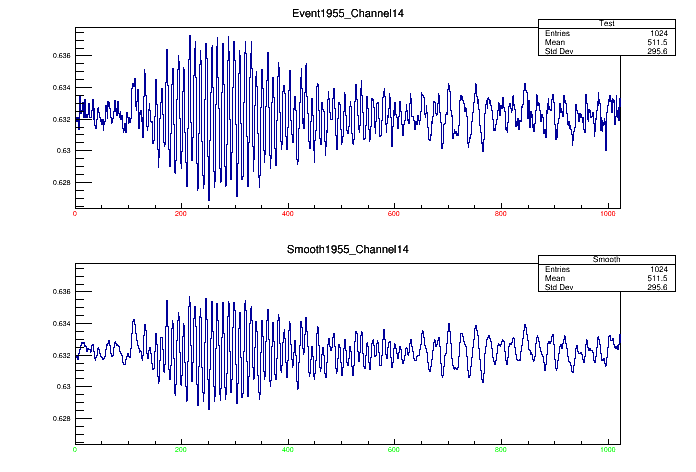 Event1955_Channel14
Test
Entries 1024
Mean 511.5
Std Dev 295.6
0.636
0.634
0.632
0.63
0.628
0 200 400 600 800 1000
Smooth1955_Channel14
Smooth
Entries 1024
Mean 511.5
Std Dev 295.6
0.636
0.634
0.632
0.63
0.628
0 200 400 600 800 1000